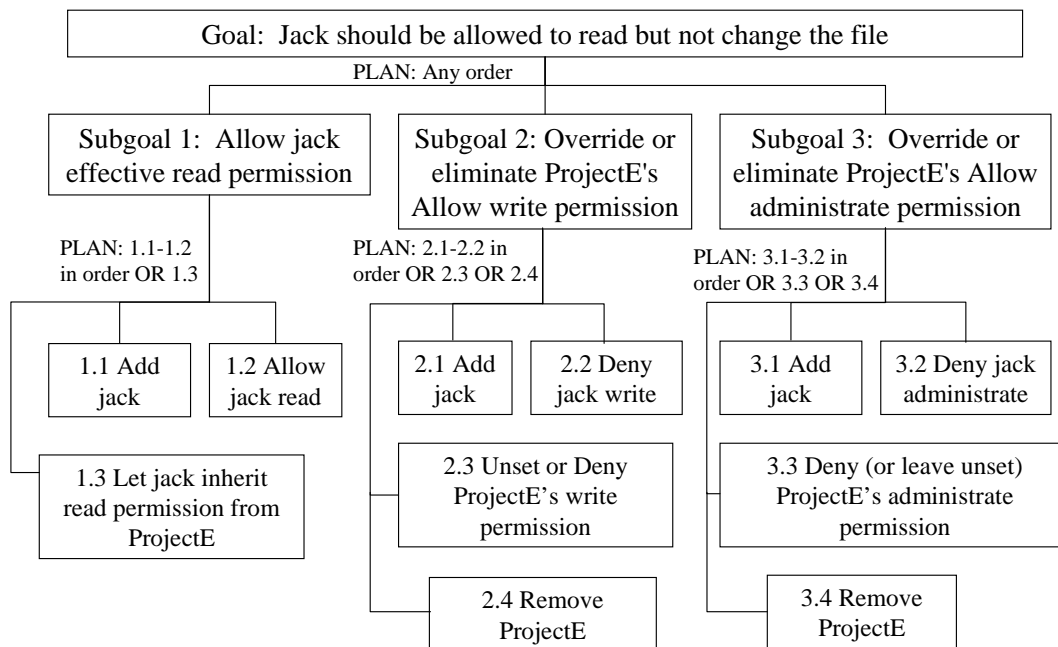 Goal:  Jack should be allowed to read but not change the file
PLAN: Any order
Subgoal 1:  Allow jack
effective read permission
Subgoal 2: Override or
eliminate ProjectE's
Allow write permission
Subgoal 3:  Override or
eliminate ProjectE's Allow
administrate permission
PLAN: 1.1-1.2
in order OR 1.3
PLAN: 2.1-2.2 in
order OR 2.3 OR 2.4
PLAN: 3.1-3.2 in
order OR 3.3 OR 3.4
1.1 Add
jack
1.2 Allow
jack read
2.1 Add
jack
2.2 Deny
jack write
3.1 Add
jack
3.2 Deny jack
administrate
1.3 Let jack inherit
read permission from
ProjectE
2.3 Unset or Deny
ProjectE’s write
permission
3.3 Deny (or leave unset)
ProjectE’s administrate
permission
2.4 Remove
ProjectE
3.4 Remove
ProjectE